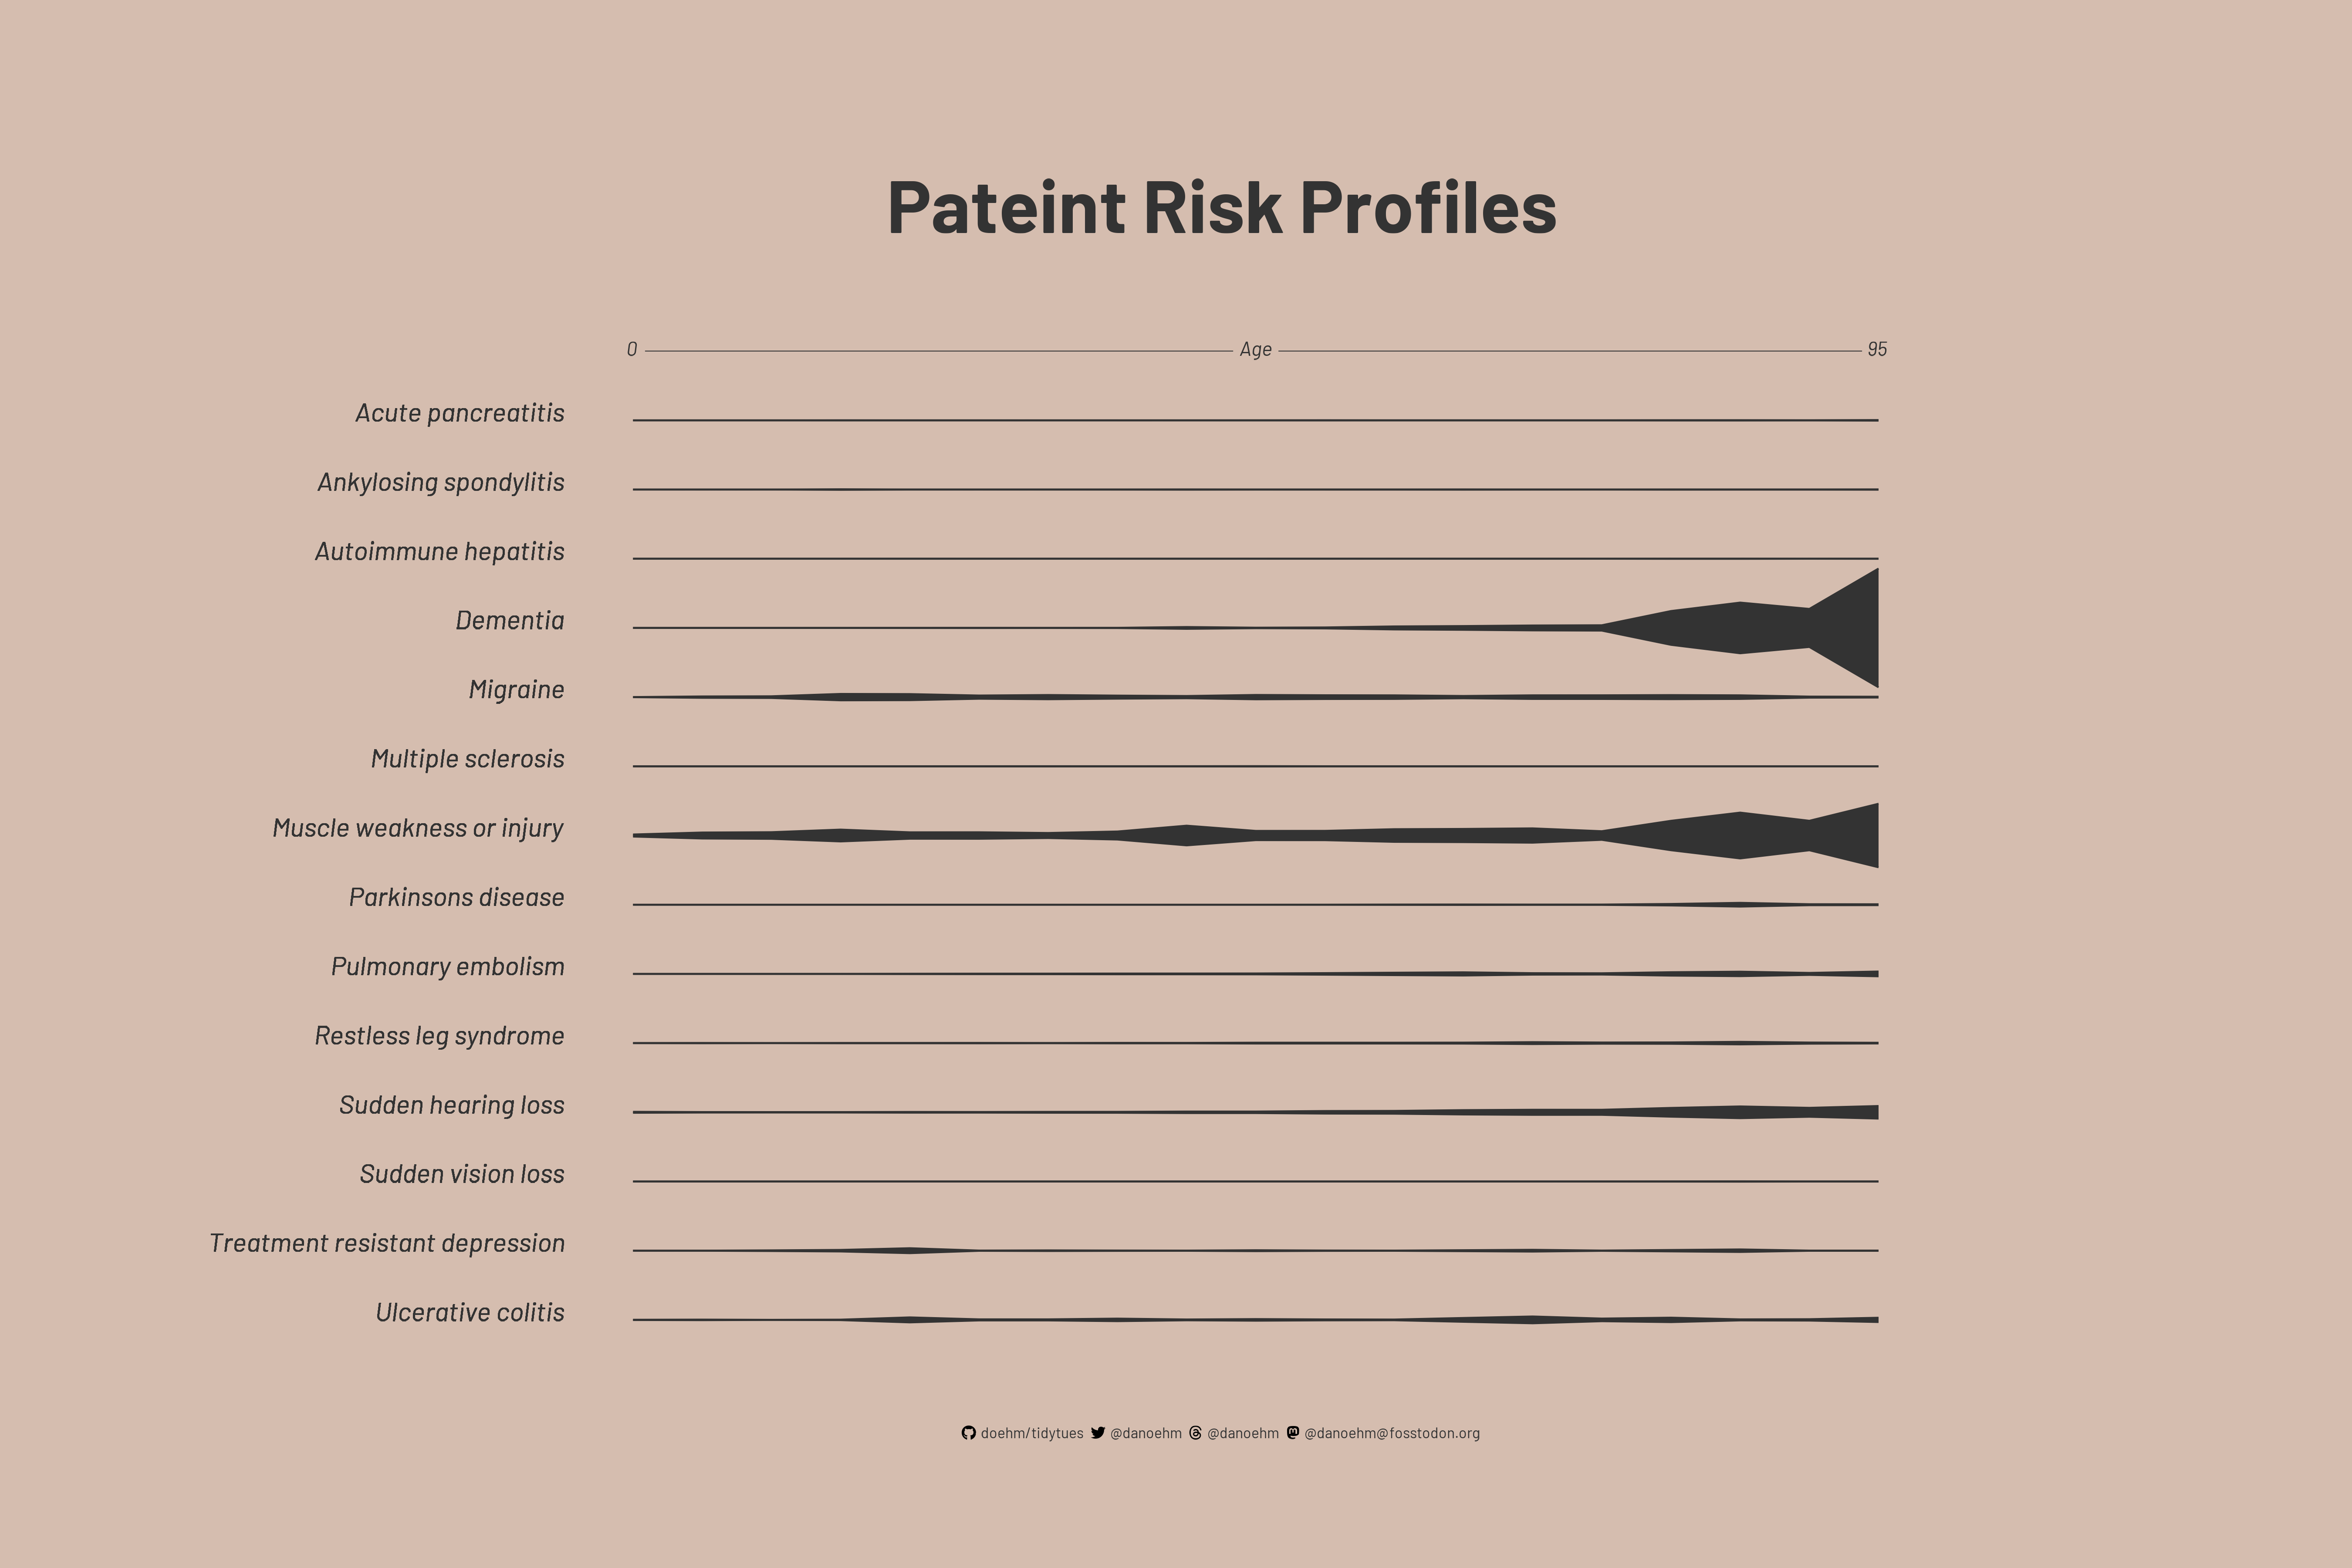 Pateint Risk Profiles
0 Age 95
Acute pancreatitis
Ankylosing spondylitis
Autoimmune hepatitis
Dementia
Migraine
Multiple sclerosis
Muscle weakness or injury
Parkinsons disease
Pulmonary embolism
Restless leg syndrome
Sudden hearing loss
Sudden vision loss
Treatment resistant depression
Ulcerative colitis
doehm/tidytues @danoehm @danoehm @danoehm@fosstodon.org